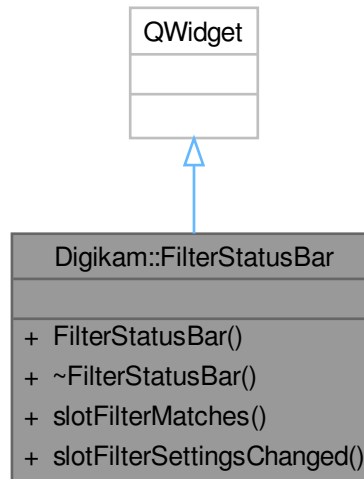 QWidget
Digikam::FilterStatusBar
+ FilterStatusBar()
+ ~FilterStatusBar()
+ slotFilterMatches()
+ slotFilterSettingsChanged()